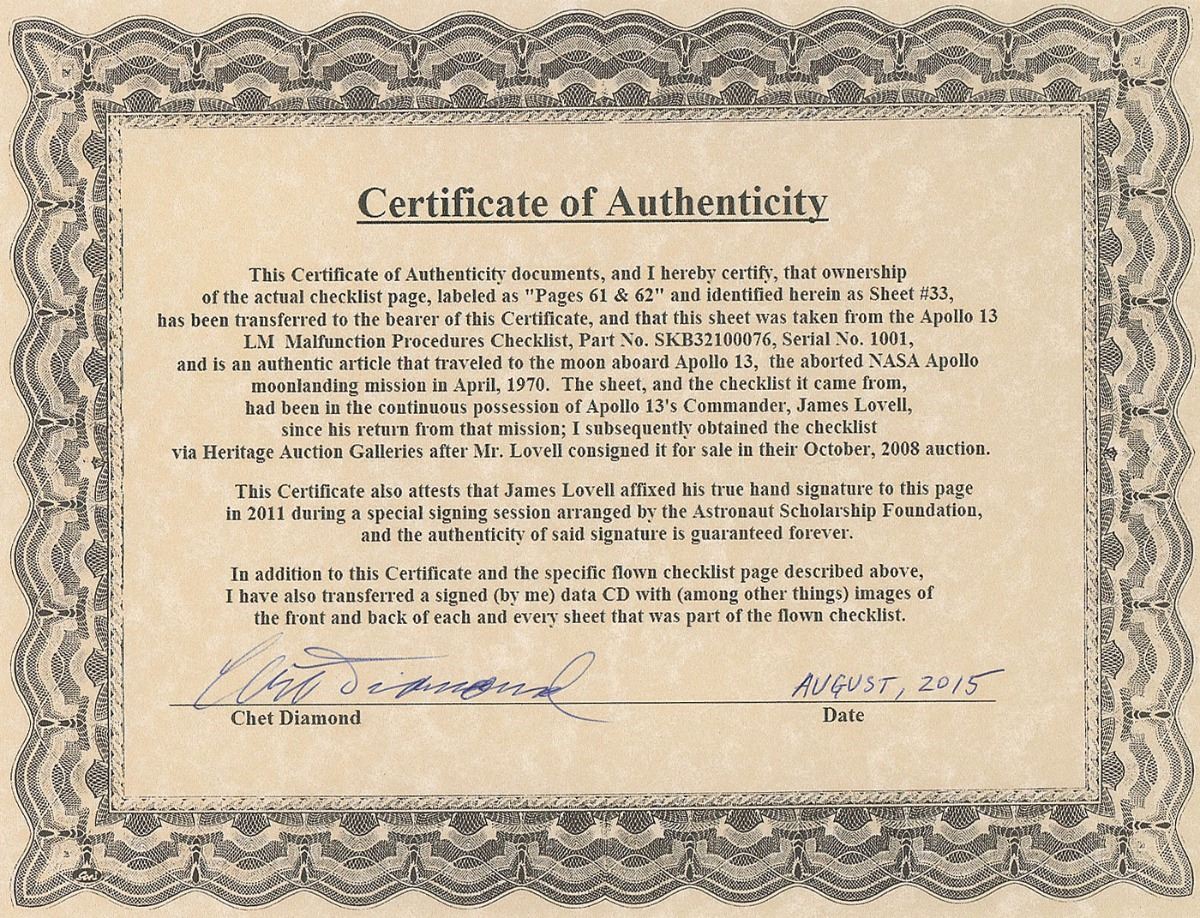 Certificate of Authenticity
This Certificate of Authenticity documents, and I hereby certify, that ownership
of the actual checklist page, labeled as "Pages 61 & 62" and identified herein as Sheet #33,
has been transferred to the bearer of this Certificate, and that this sheet was taken from the Apollo 13
LM Malfunction Procedures Checklist, Part No. SKB32100076, Serial No. 1001,
and is an authentic article that traveled to the moon aboard Apollo 13, the aborted NASA Apollo
moonlanding mission in April, 1970. The sheet, and the checklist it came from,
had been in the continuous possession of Apollo 13's Commander, James Lovell,
since his return from that mission; I subsequently obtained the checklist
via Heritage Auction Galleries after Mr. Lovell consigned it for sale in their October, 2008 auction.
This Certificate also attests that James Lovell affixed his true hand signature to this page
in 2011 during a special signing session arranged by the Astronaut Scholarship Foundation,
and the authenticity of said signature is guaranteed forever.
In addition to this Certificate and the specific flown checklist page described above,
I have also transferred a signed (by me) data CD with (among other things) images of
the front and back of each and every sheet that was part of the flown checklist.
Chet Diamond AUGUST, 2015
Chet Diamond Date